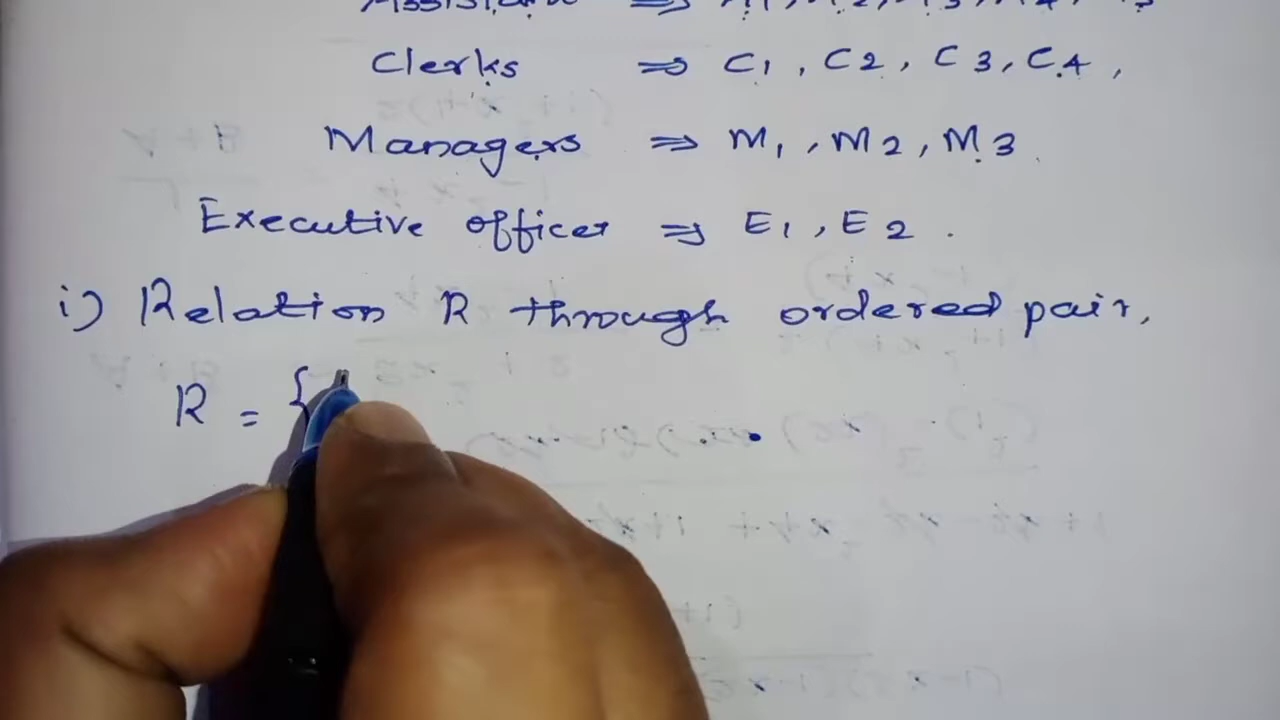 Clerks ⇒ C1, C2, C3, C4,
Managers ⇒ M1, M2, M3.
Executive officer ⇒ E1, E2.
i) Relation R through ordered pair,
R = {